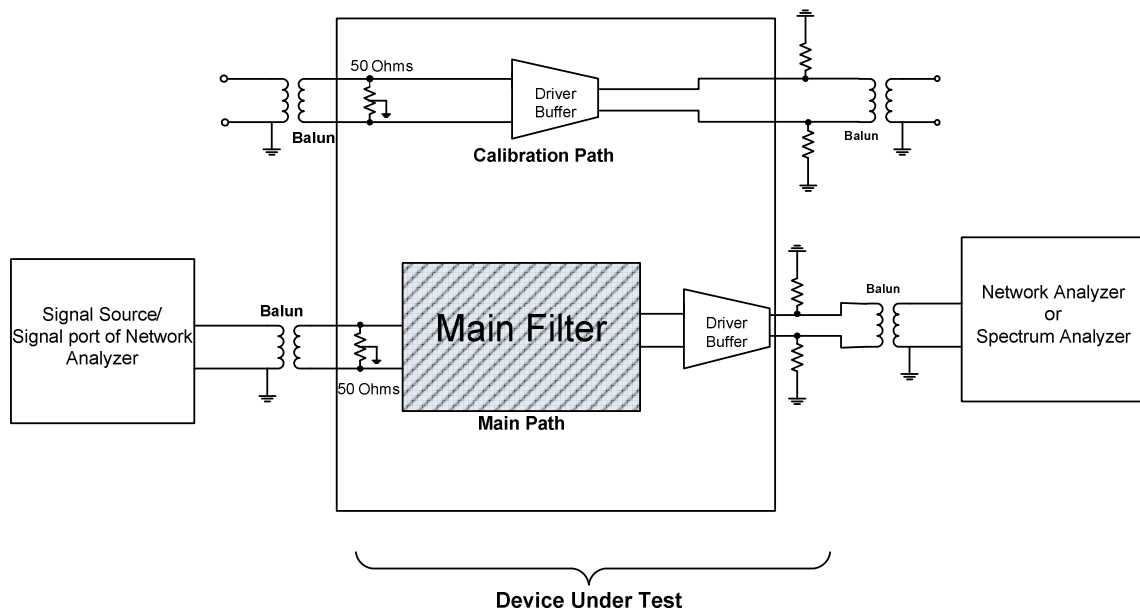 50 Ohms
Driver
Buffer
Balun
Balun
Calibration Path
Signal Source/
Signal port of Network
Analyzer
Balun
50 Ohms
Main Filter
Main Path
Driver
Buffer
Balun
Network Analyzer
or
Spectrum Analyzer
Device Under Test